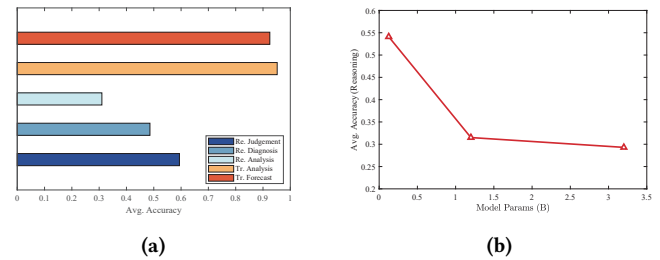 Re. Judgement
Re. Diagnosis
Re. Analysis
Tr. Analysis
Tr. Forecast
0 0.1 0.2 0.3 0.4 0.5 0.6 0.7 0.8 0.9 1
Avg. Accuracy
(a)
0.6
0.55
0.5
0.45
0.4
0.35
0.3
0.25
0.2
Avg. Accuracy(Reasoning)
0 0.5 1 1.5 2 2.5 3 3.5
Model Params (B)
(b)